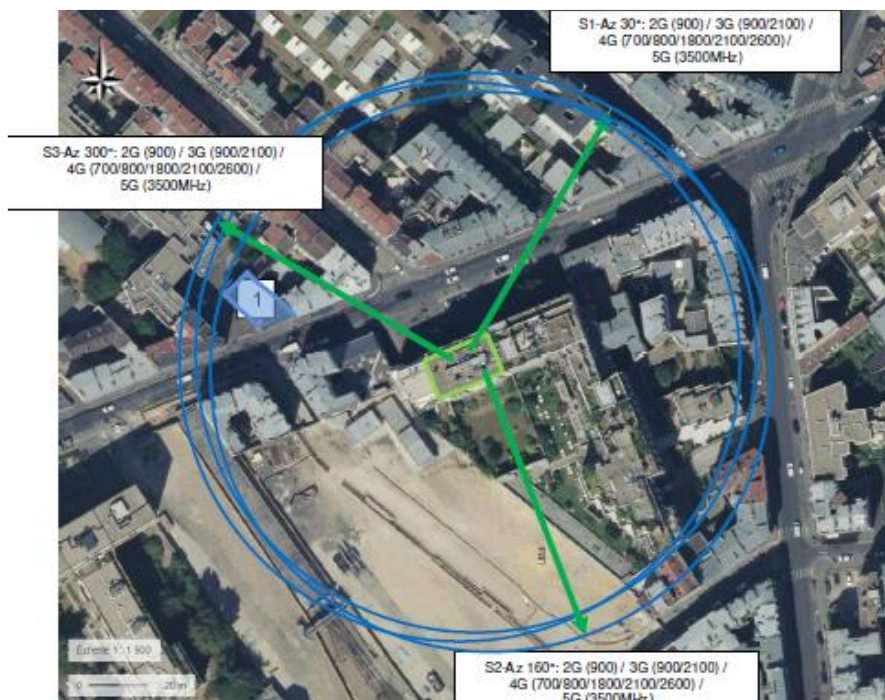 S1-Az 30°: 2G (900) / 3G (900/2100) /
4G (700/800/1800/2100/2600) /
5G (3500MHz)
S3-Az 300°: 2G (900) / 3G (900/2100) /
4G (700/800/1800/2100/2600) /
5G (3500MHz)
1
Échelle 1:1 500
0 20 m
S2-Az 160°: 2G (900) / 3G (900/2100) /
4G (700/800/1800/2100/2600) /
5G (3500MHz)